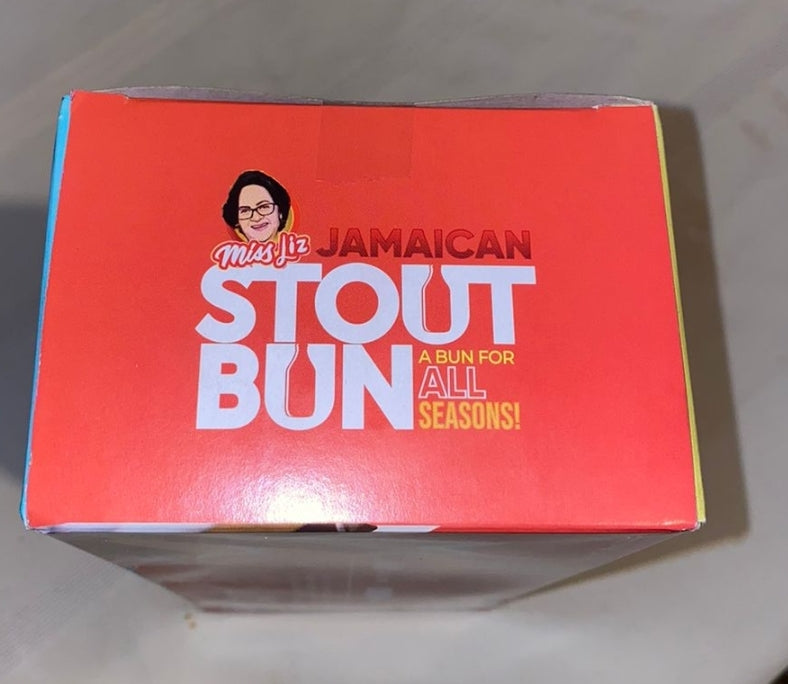 Miss Liz JAMAICAN
STOUT
BUN
A BUN FOR
ALL
SEASONS!